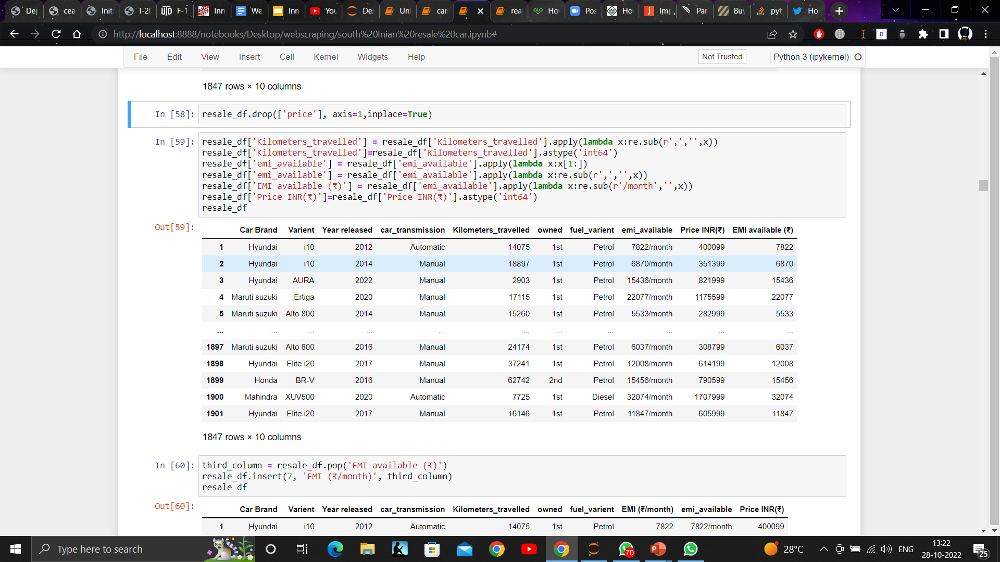 Dep
cea
Init
I-20
F-1
Inn
We
Inn
You
De
Un
car
rea
Ho
Pos
Ho
Imp
Par
Buy
pyt
Ho
http://localhost:8888/notebooks/Desktop/webscraping/south%20Inian%20resale%20car.ipynb#
File Edit View Insert Cell Kernel Widgets Help Not Trusted Python 3 (ipykernel)
1847 rows × 10 columns
In [58]: resale_df.drop(['price'], axis=1,inplace=True)
In [59]: resale_df['Kilometers_travelled'] = resale_df['Kilometers_travelled'].apply(lambda x:re.sub(r',','',x))
resale_df['Kilometers_travelled']=resale_df['Kilometers_travelled'].astype('int64')
resale_df['emi_available'] = resale_df['emi_available'].apply(lambda x:x[1:])
resale_df['emi_available'] = resale_df['emi_available'].apply(lambda x:re.sub(r',','',x))
resale_df['EMI available (₹)'] = resale_df['emi_available'].apply(lambda x:re.sub(r'/month','',x))
resale_df['Price INR(₹)']=resale_df['Price INR(₹)'].astype('int64')
resale_df
Out[59]:
Car Brand Varient Year released car_transmission Kilometers_travelled owned fuel_varient emi_available Price INR(₹) EMI available (₹)
1 Hyundai i10 2012 Automatic 14075 1st Petrol 7822/month 400099 7822
2 Hyundai i10 2014 Manual 18897 1st Petrol 6870/month 351399 6870
3 Hyundai AURA 2022 Manual 2903 1st Petrol 15436/month 821999 15436
4 Maruti suzuki Ertiga 2020 Manual 17115 1st Petrol 22077/month 1175599 22077
5 Maruti suzuki Alto 800 2014 Manual 15260 1st Petrol 5533/month 282999 5533
... ... ... ... ... ... ... ... ... ... ...
1897 Maruti suzuki Alto 800 2016 Manual 24174 1st Petrol 6037/month 308799 6037
1898 Hyundai Elite i20 2017 Manual 37241 1st Petrol 12008/month 614199 12008
1899 Honda BR-V 2016 Manual 62742 2nd Petrol 15456/month 790599 15456
1900 Mahindra XUV500 2020 Automatic 7725 1st Diesel 32074/month 1707999 32074
1901 Hyundai Elite i20 2017 Manual 16146 1st Petrol 11847/month 605999 11847
1847 rows × 10 columns
In [60]: third_column = resale_df.pop('EMI available (₹)')
resale_df.insert(7, 'EMI (₹/month)', third_column)
resale_df
Out[60]:
Car Brand Varient Year released car_transmission Kilometers_travelled owned fuel_varient EMI (₹/month) emi_available Price INR(₹)
1 Hyundai i10 2012 Automatic 14075 1st Petrol 7822 7822/month 400099
Type here to search
70
28°C
ENG
13:22
28-10-2022
25